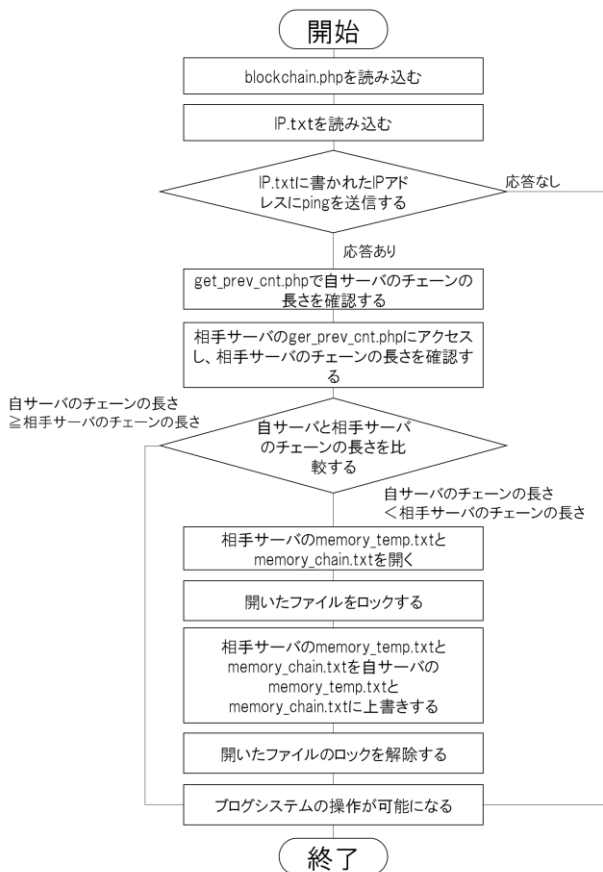 開始
blockchain.phpを読み込む
IP.txtを読み込む
IP.txtに書かれたIPアド
レスにpingを送信する
応答なし
応答あり
get_prev_cnt.phpで自サーバのチェーンの
長さを確認する
相手サーバのger_prev_cnt.phpにアクセス
し、相手サーバのチェーンの長さを確認す
る
自サーバのチェーンの長さ
≧相手サーバのチェーンの長さ
自サーバと相手サーバ
のチェーンの長さを比
較する
自サーバのチェーンの長さ
＜相手サーバのチェーンの長さ
相手サーバのmemory_temp.txtと
memory_chain.txtを開く
開いたファイルをロックする
相手サーバのmemory_temp.txtと
memory_chain.txtを自サーバの
memory_temp.txtと
memory_chain.txtに上書きする
開いたファイルのロックを解除する
ブログシステムの操作が可能になる
終了